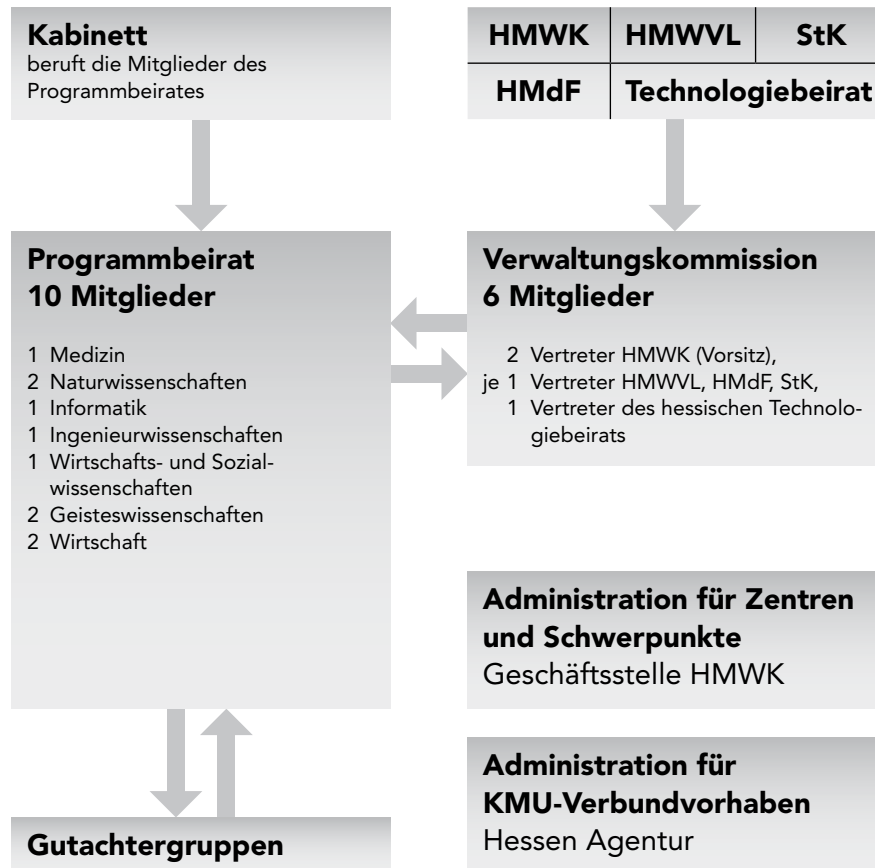 Kabinett
beruft die Mitglieder des
Programmbeirates
HMWK HMWVL StK
HMdF Technologiebeirat
Programmbeirat
10 Mitglieder
1 Medizin
2 Naturwissenschaften
1 Informatik
1 Ingenieurwissenschaften
1 Wirtschafts- und Sozial-
wissenschaften
2 Geisteswissenschaften
2 Wirtschaft
Verwaltungskommission
6 Mitglieder
2 Vertreter HMWK (Vorsitz),
je 1 Vertreter HMWVL, HMdF, StK,
1 Vertreter des hessischen Technolo-
giebeirats
Administration für Zentren
und Schwerpunkte
Geschäftsstelle HMWK
Administration für
KMU-Verbundvorhaben
Hessen Agentur
Gutachtergruppen